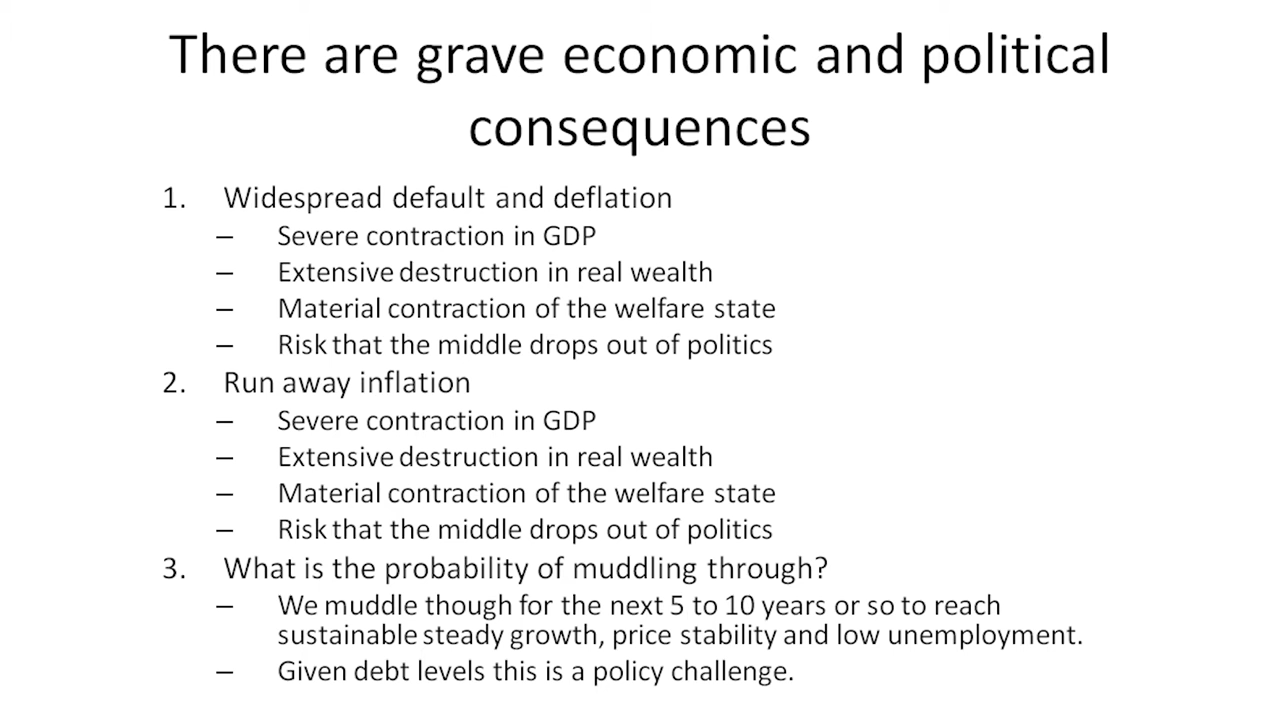 There are grave economic and political
consequences
1. Widespread default and deflation
– Severe contraction in GDP
– Extensive destruction in real wealth
– Material contraction of the welfare state
– Risk that the middle drops out of politics
2. Run away inflation
– Severe contraction in GDP
– Extensive destruction in real wealth
– Material contraction of the welfare state
– Risk that the middle drops out of politics
3. What is the probability of muddling through?
– We muddle though for the next 5 to 10 years or so to reach
sustainable steady growth, price stability and low unemployment.
– Given debt levels this is a policy challenge.